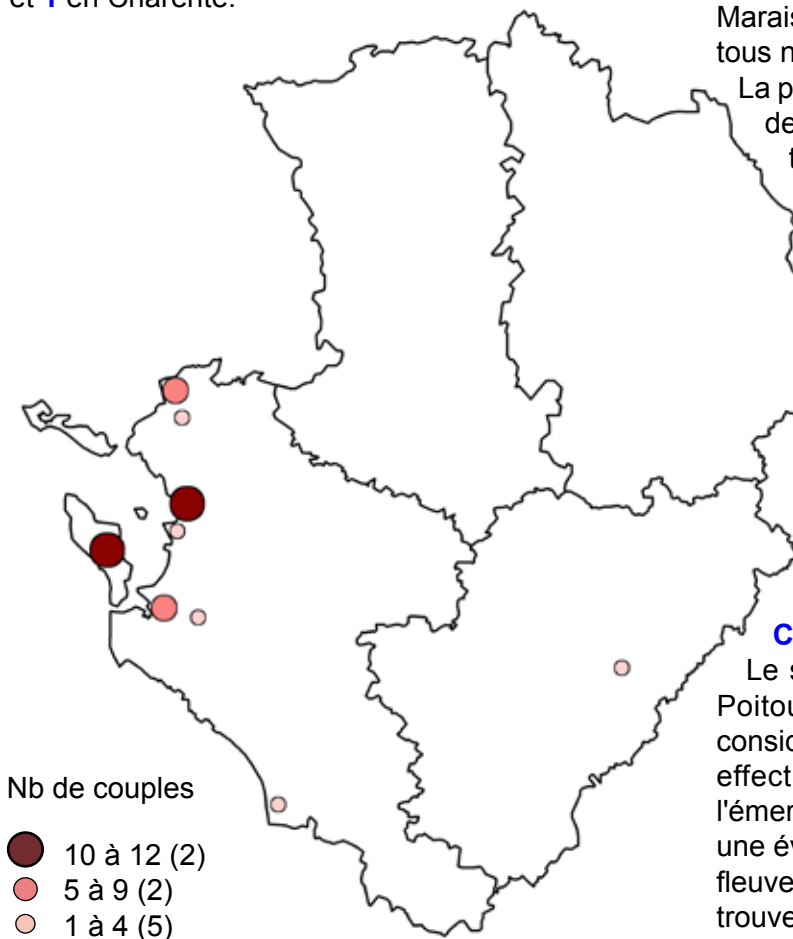 et 1 en Charente.
Marais
tous n
La p
de
t
C
Le s
Poitou
consid
effect
l'émer
une év
fleuve
trouve
Nb de couples
10 à 12 (2)
5 à 9 (2)
1 à 4 (5)